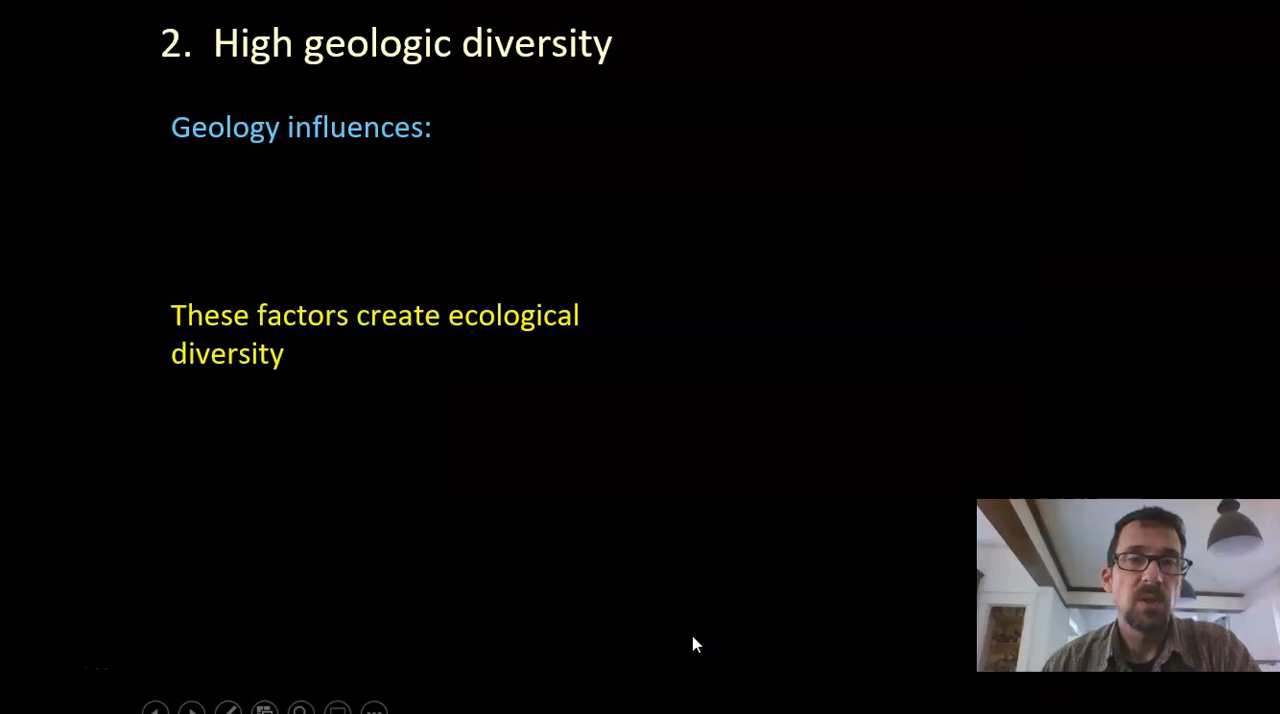 2. High geologic diversity
Geology influences:
These factors create ecological
diversity